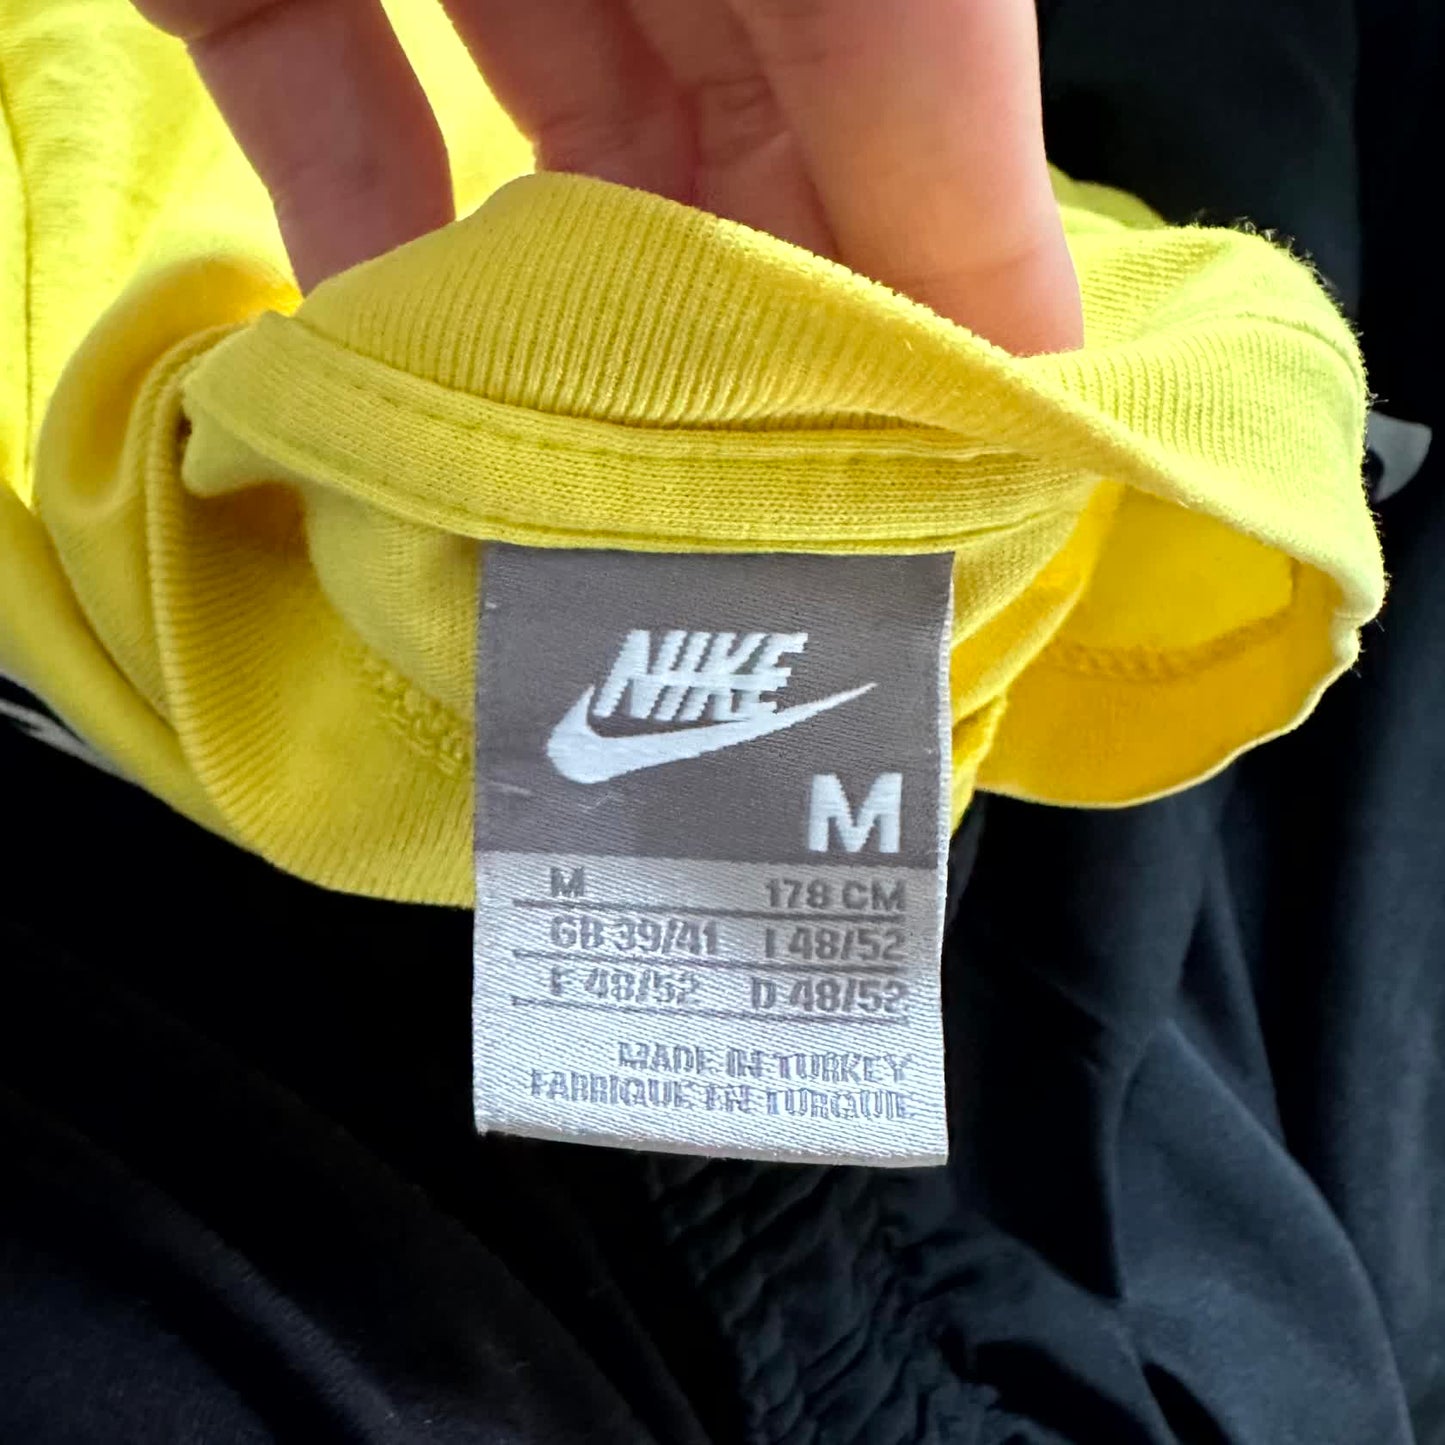 NIKE
M
M 178 CM
GB 39/41 I 48/52
F 48/52 D 48/52
MADE IN TURKEY
FABRIQUE EN TURQUIE